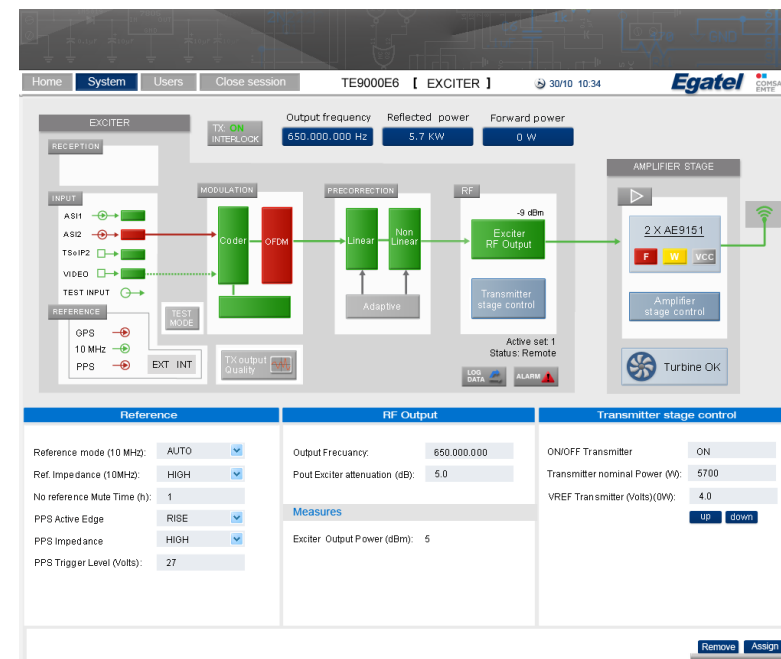 Home System Users Close session TE9000E6 [ EXCITER ] 30/10 10:34 Egatel COMSA
EMTE
EXCITER
TX: ON
INTERLOCK
Output frequency Reflected power Forward power
650.000.000 Hz 5.7 KW 0 W
RECEPTION
AMPLIFIER STAGE
INPUT
MODULATION
PRECORRECTION
RF
ASI1
ASI2
TSoIP2
VIDEO
TEST INPUT
Coder
OFDM
Linear
Non
Linear
-9 dBm
Exciter
RF Output
2 X AE9151
F W VCC
Adaptive
Transmitter
stage control
Amplifier
stage control
REFERENCE
GPS
10 MHz
PPS
EXT INT
TEST
MODE
TX output
Quality
Active set: 1
Status: Remote
LOG
DATA
ALARM
Turbine OK
Reference
Reference mode (10 MHz): AUTO
Ref. Impedance (10MHz): HIGH
No reference Mute Time (h): 1
PPS Active Edge RISE
PPS Impedance HIGH
PPS Trigger Level (Volts): 27
RF Output
Output Frecuancy: 650.000.000
Pout Exciter attenuation (dB): 5.0
Measures
Exciter Output Power (dBm): 5
Transmitter stage control
ON/OFF Transmitter ON
Transmitter nominal Power (W): 5700
VREF Transmitter (Volts)(0W): 4.0
up down
Remove Assign